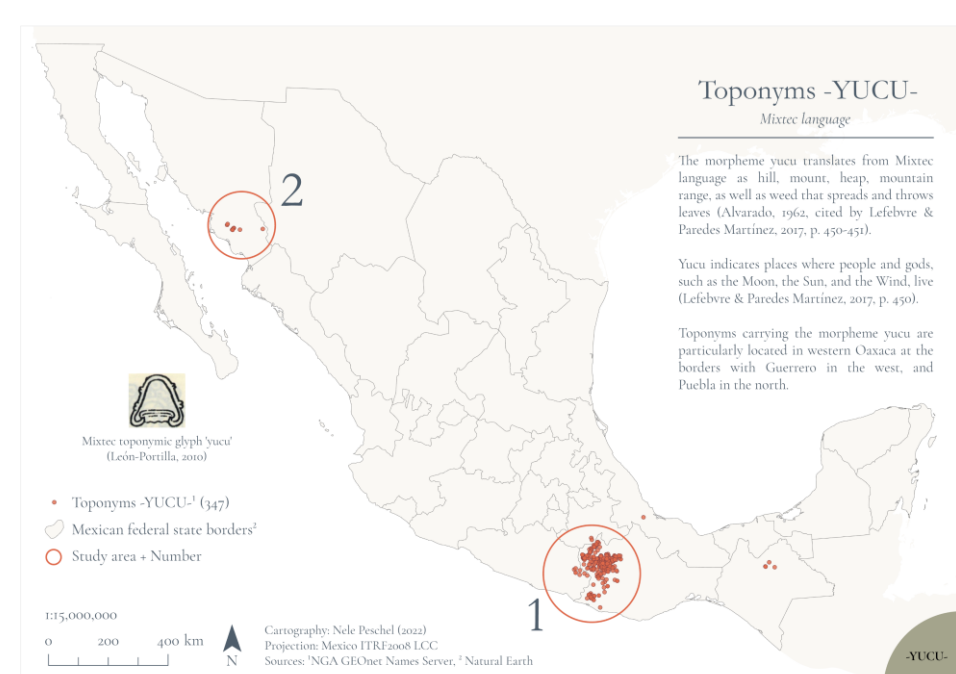 Toponyms -YUCU-
Mixtec language
The morpheme yucu translates from Mixtec
language as hill, mount, heap, mountain
range, as well as weed that spreads and throws
leaves (Alvarado, 1962, cited by Lefebvre &
Paredes Martínez, 2017, p. 450-451).
Yucu indicates places where people and gods,
such as the Moon, the Sun, and the Wind, live
(Lefebvre & Paredes Martínez, 2017, p. 450).
Toponyms carrying the morpheme yucu are
particularly located in western Oaxaca at the
borders with Guerrero in the west, and
Puebla in the north.
2
Mixtec toponymic glyph 'yucu'
(León-Portilla, 2010)
Toponyms -YUCU-¹ (347)
Mexican federal state borders²
Study area + Number
1
1:15,000,000
0 200 400 km
N
Cartography: Nele Peschel (2022)
Projection: Mexico ITRF2008 LCC
Sources: ¹NGA GEOnet Names Server, ² Natural Earth
-YUCU-